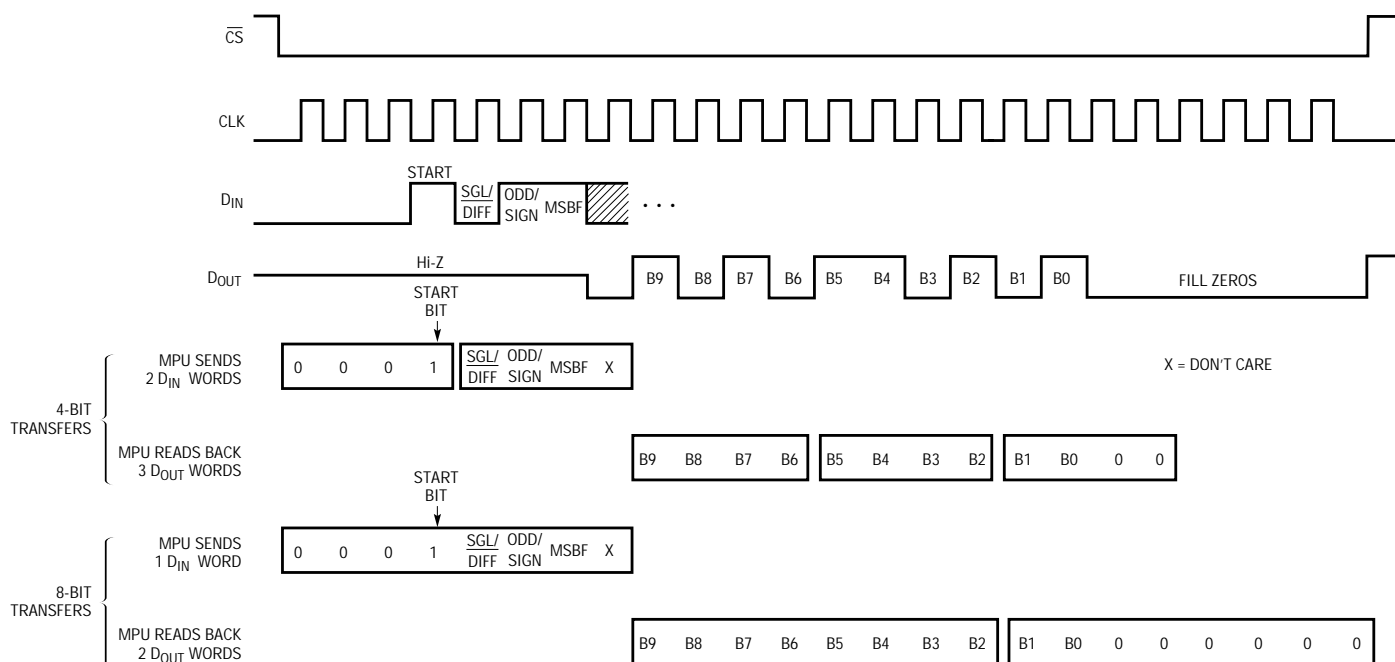 CS
CLK
START
DIN
SGL/
DIFF
ODD/
SIGN
MSBF
. . .
DOUT
Hi-Z
B9 B8 B7 B6 B5 B4 B3 B2 B1 B0 FILL ZEROS
START
BIT
MPU SENDS
2 DIN WORDS
0 0 0 1
SGL/
DIFF
ODD/
SIGN
MSBF X
X = DON'T CARE
4-BIT
TRANSFERS
MPU READS BACK
3 DOUT WORDS
B9 B8 B7 B6 B5 B4 B3 B2 B1 B0 0 0
START
BIT
MPU SENDS
1 DIN WORD
0 0 0 1
SGL/
DIFF
ODD/
SIGN
MSBF X
8-BIT
TRANSFERS
MPU READS BACK
2 DOUT WORDS
B9 B8 B7 B6 B5 B4 B3 B2 B1 B0 0 0 0 0 0 0